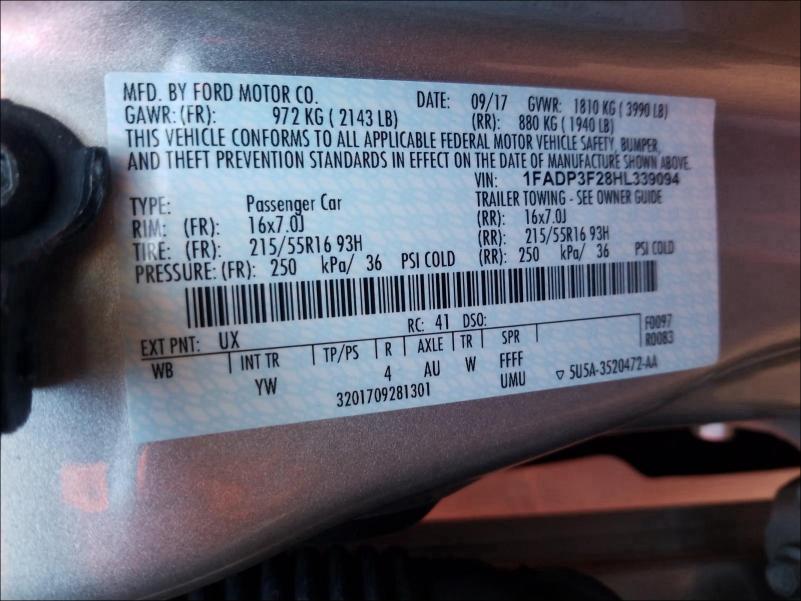 MFD. BY FORD MOTOR CO. DATE: 09/17 GVWR: 1810 KG ( 3990 LB)
GAWR: (FR): 972 KG ( 2143 LB) (RR): 880 KG ( 1940 LB)
THIS VEHICLE CONFORMS TO ALL APPLICABLE FEDERAL MOTOR VEHICLE SAFETY, BUMPER,
AND THEFT PREVENTION STANDARDS IN EFFECT ON THE DATE OF MANUFACTURE SHOWN ABOVE.
VIN: 1FADP3F28HL339094
TYPE: Passenger Car TRAILER TOWING - SEE OWNER GUIDE
RIM: (FR): 16x7.0J (RR): 16x7.0J
TIRE: (FR): 215/55R16 93H (RR): 215/55R16 93H
PRESSURE: (FR): 250 kPa/ 36 PSI COLD (RR): 250 kPa/ 36 PSI COLD
EXT PNT: UX RC: 41 DSO: F0097
R0083
WB INT TR TP/PS R AXLE TR SPR
YW 4 AU W FFFF
UMU
3201709281301 ▽ 5U5A-3520472-AA